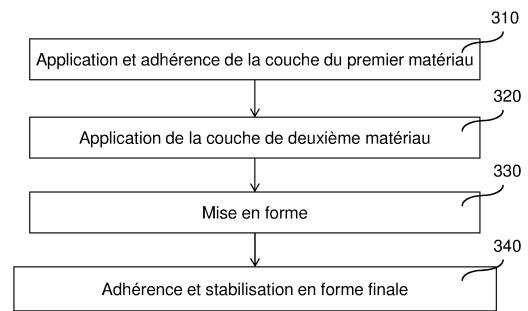 310
Application et adhérence de la couche du premier matériau
320
Application de la couche de deuxième matériau
330
Mise en forme
340
Adhérence et stabilisation en forme finale